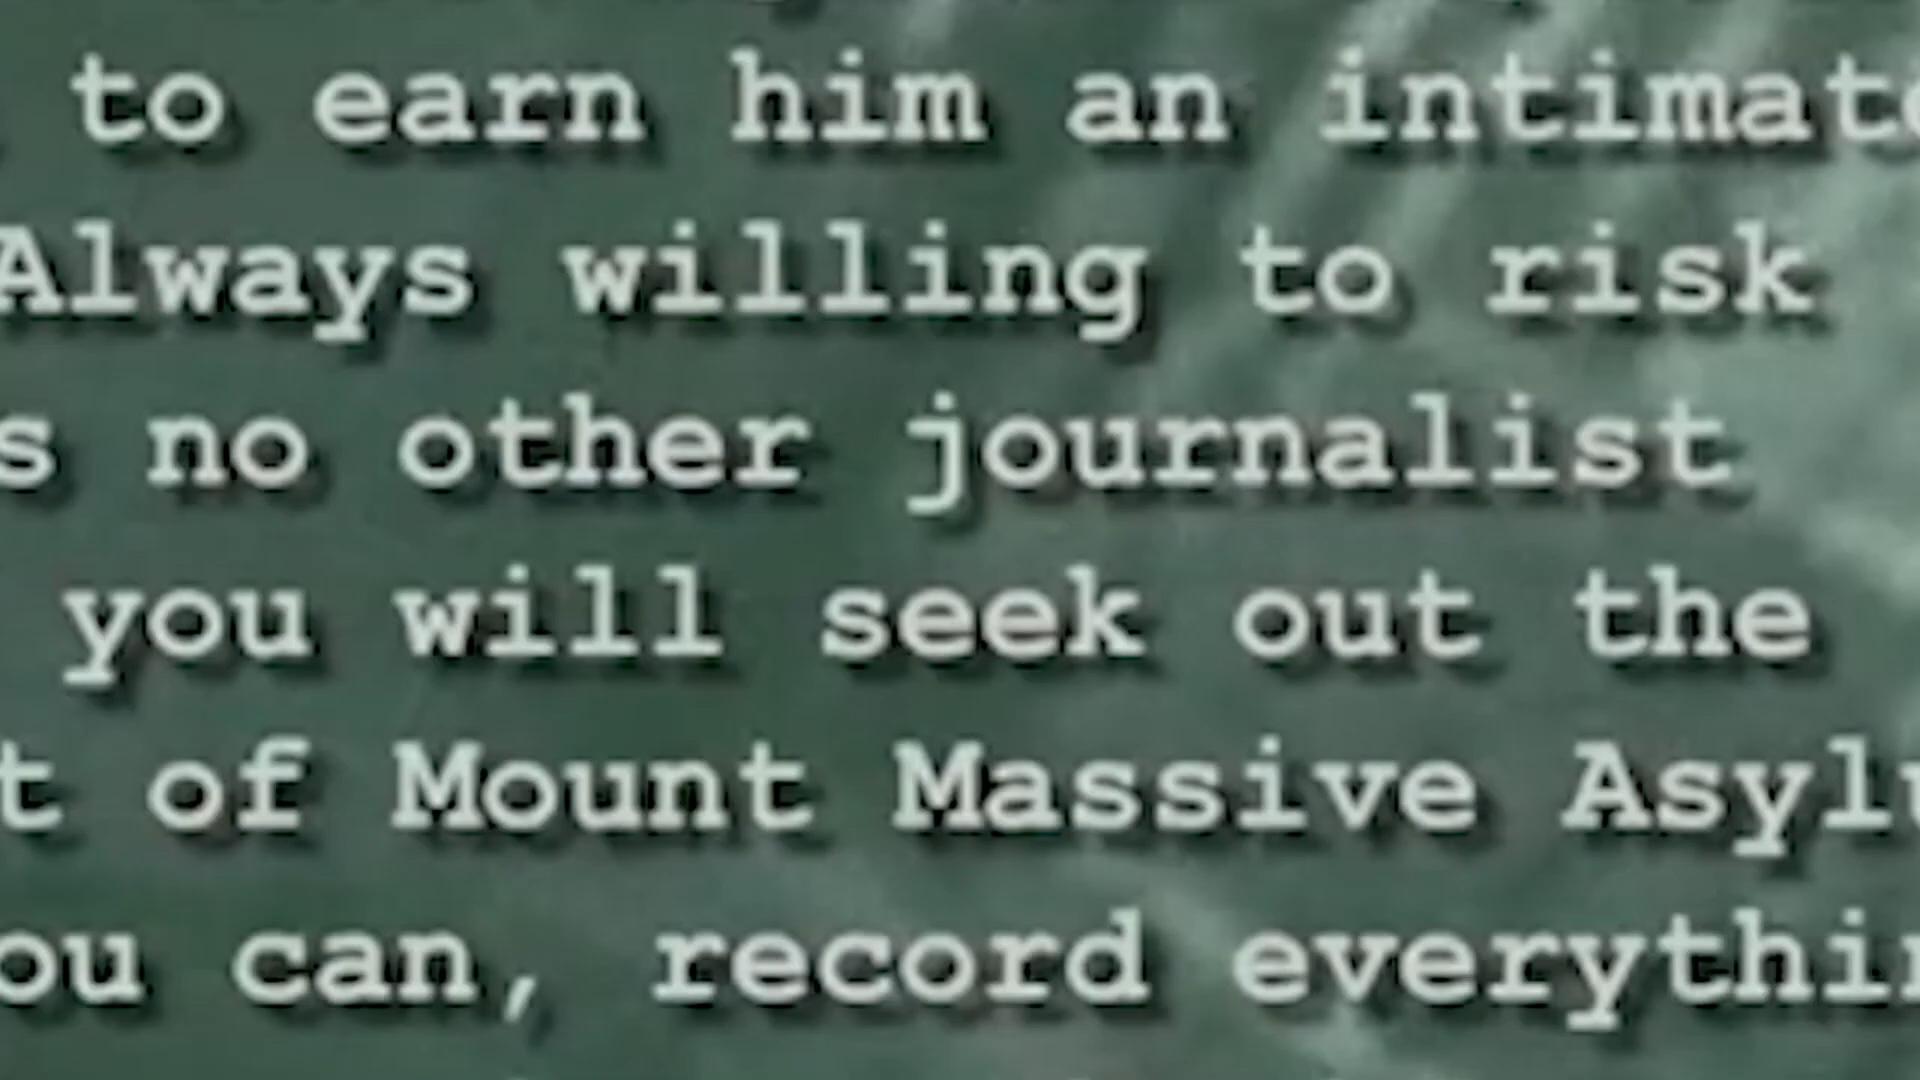 to earn him an intimate
Always willing to risk
s no other journalist
you will seek out the
t of Mount Massive Asylu
ou can, record everythin